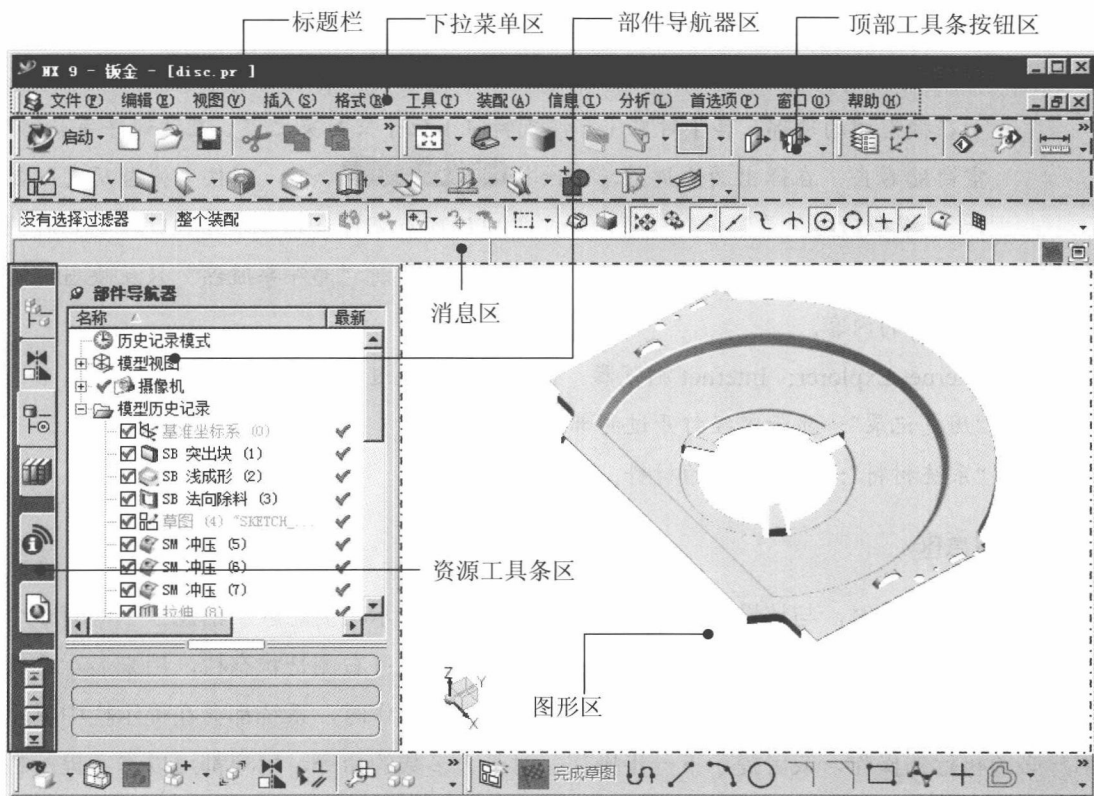 标题栏 下拉菜单区 部件导航器区 顶部工具条按钮区
NX 9 - 钣金 - [disc.pr ]
文件(F) 编辑(E) 视图(V) 插入(S) 格式(R) 工具(T) 装配(A) 信息(I) 分析(L) 首选项(P) 窗口(O) 帮助(H)
启动
没有选择过滤器 整个装配
消息区
部件导航器
名称 最新
历史记录模式
模型视图
摄像机
模型历史记录
基准坐标系 (0)
SB 突出块 (1)
SB 浅成形 (2)
SB 法向除料 (3)
草图 (4) "SKETCH_...
SM 冲压 (5)
SM 冲压 (6)
SM 冲压 (7)
拉伸 (8)
资源工具条区
图形区
Z Y X
完成草图